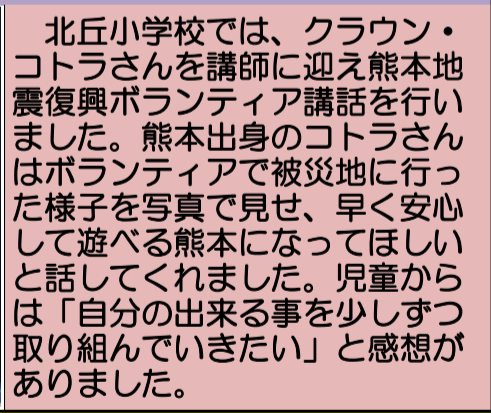 北丘小学校では、クラウン・
コトラさんを講師に迎え熊本地
震復興ボランティア講話を行い
ました。熊本出身のコトラさん
はボランティアで被災地に行っ
た様子を写真で見せ、早く安心
して遊べる熊本になってほしい
と話してくれました。児童から
は「自分の出来る事を少しずつ
取り組んでいきたい」と感想が
ありました。